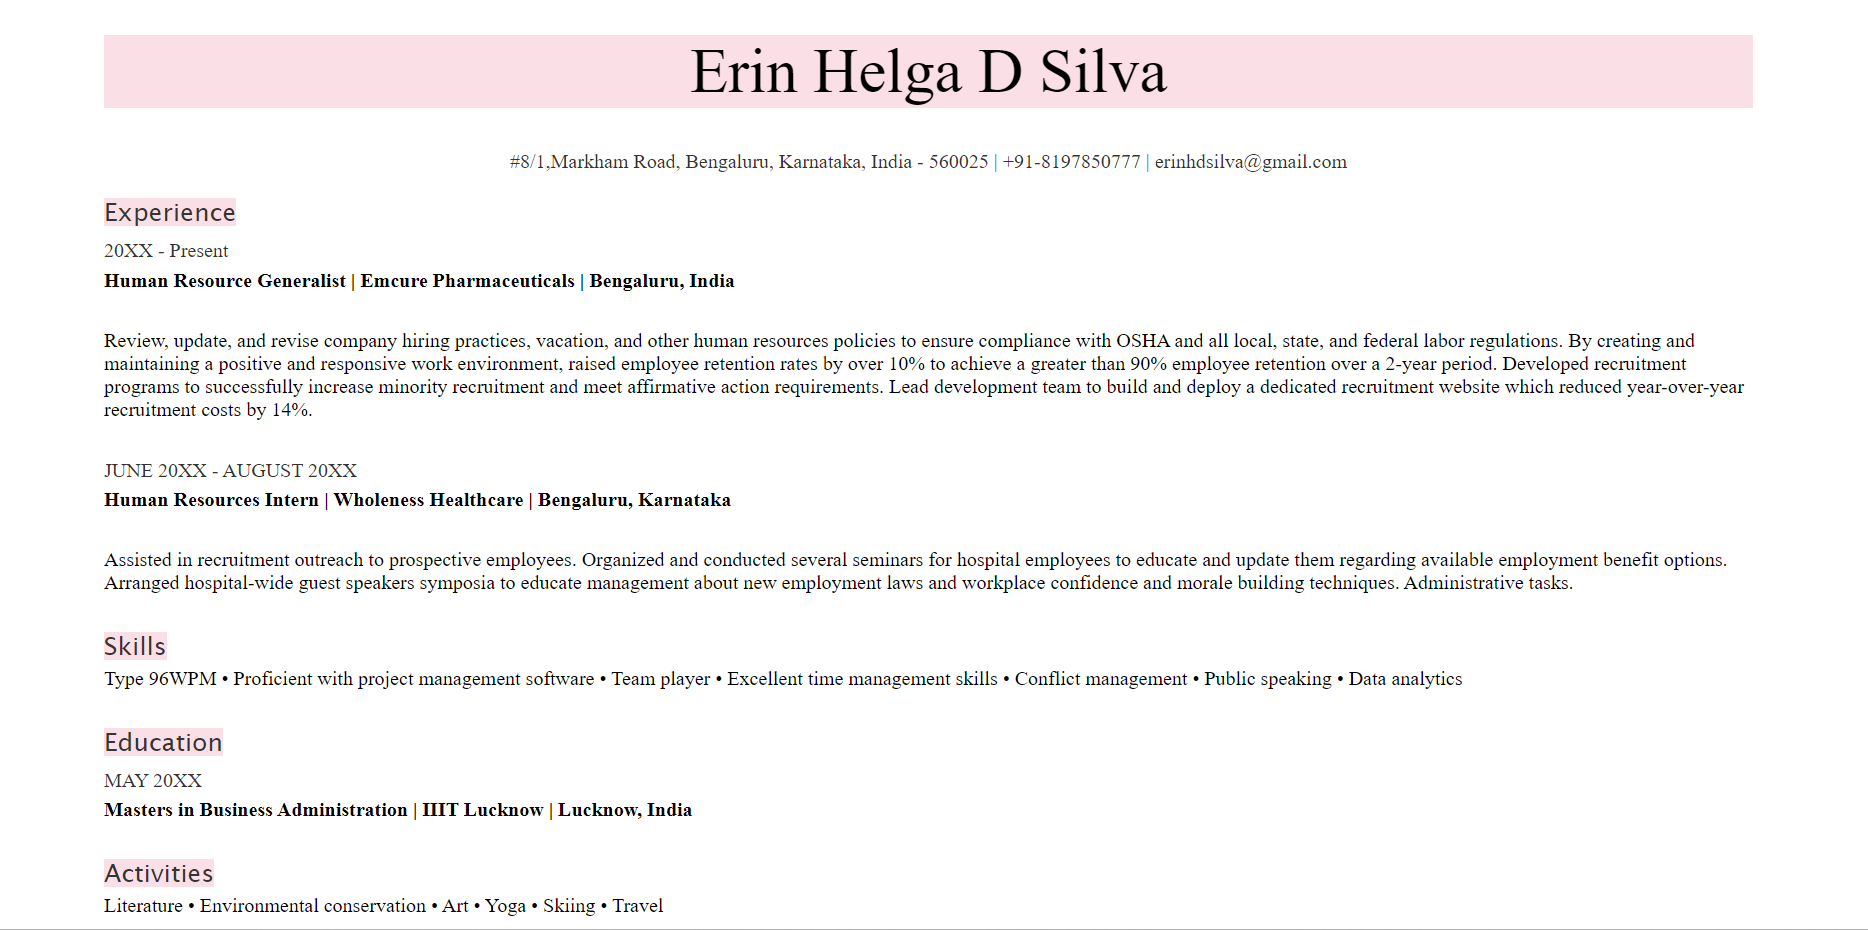 Erin Helga D Silva
#8/1,Markham Road, Bengaluru, Karnataka, India - 560025 | +91-8197850777 | erinhdsilva@gmail.com
Experience
20XX - Present
Human Resource Generalist | Emcure Pharmaceuticals | Bengaluru, India
Review, update, and revise company hiring practices, vacation, and other human resources policies to ensure compliance with OSHA and all local, state, and federal labor regulations. By creating and
maintaining a positive and responsive work environment, raised employee retention rates by over 10% to achieve a greater than 90% employee retention over a 2-year period. Developed recruitment
programs to successfully increase minority recruitment and meet affirmative action requirements. Lead development team to build and deploy a dedicated recruitment website which reduced year-over-year
recruitment costs by 14%.
JUNE 20XX - AUGUST 20XX
Human Resources Intern | Wholeness Healthcare | Bengaluru, Karnataka
Assisted in recruitment outreach to prospective employees. Organized and conducted several seminars for hospital employees to educate and update them regarding available employment benefit options.
Arranged hospital-wide guest speakers symposia to educate management about new employment laws and workplace confidence and morale building techniques. Administrative tasks.
Skills
Type 96WPM • Proficient with project management software • Team player • Excellent time management skills • Conflict management • Public speaking • Data analytics
Education
MAY 20XX
Masters in Business Administration | IIIT Lucknow | Lucknow, India
Activities
Literature • Environmental conservation • Art • Yoga • Skiing • Travel